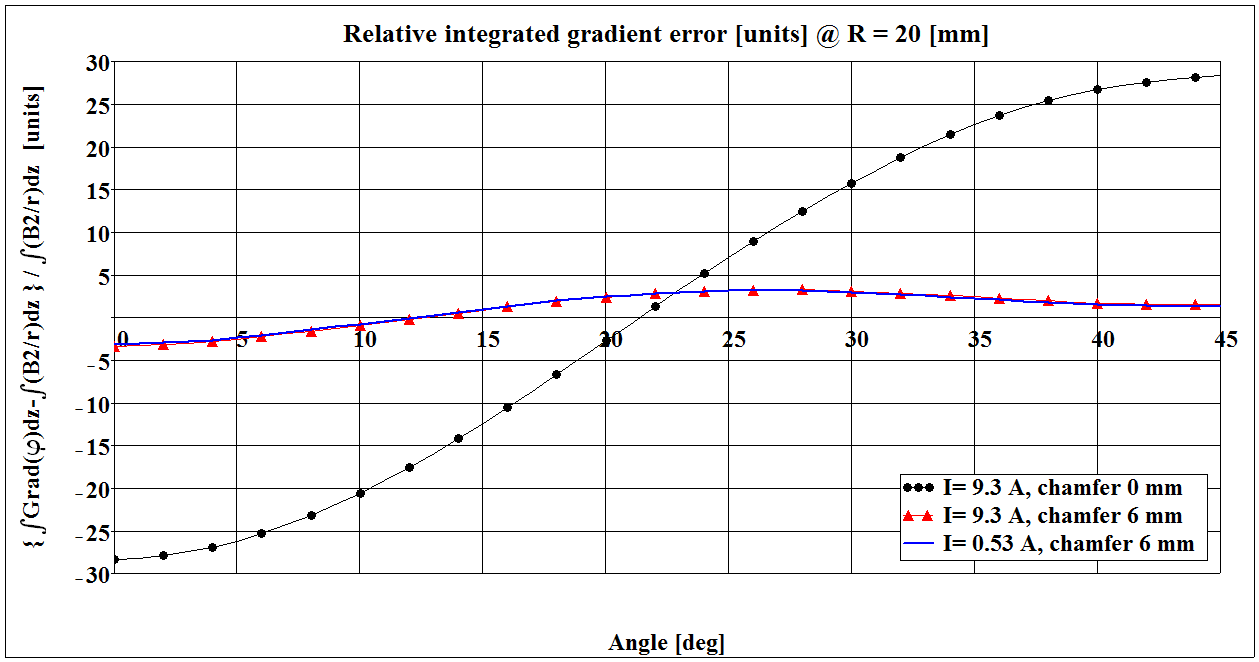 Relative integrated gradient error [units] @ R = 20 [mm]
{ ∫Grad(φ)dz-∫(B2/r)dz } / ∫(B2/r)dz [units]
30
25
20
15
10
5
0 5 10 15 20 25 30 35 40 45
-5
-10
-15
-20
-25
-30
I= 9.3 A, chamfer 0 mm
I= 9.3 A, chamfer 6 mm
I= 0.53 A, chamfer 6 mm
Angle [deg]